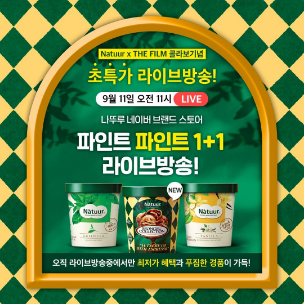 Natuur x THE FILM 콜라보기념
초특가 라이브방송!
9월 11일 오전 11시 LIVE
나뚜루 네이버 브랜드 스토어
파인트 파인트 1+1
라이브방송!
NEW
Natuur
Natuur
Natuur
오직 라이브방송중에서만 최저가 혜택과 푸짐한 경품이 가득!